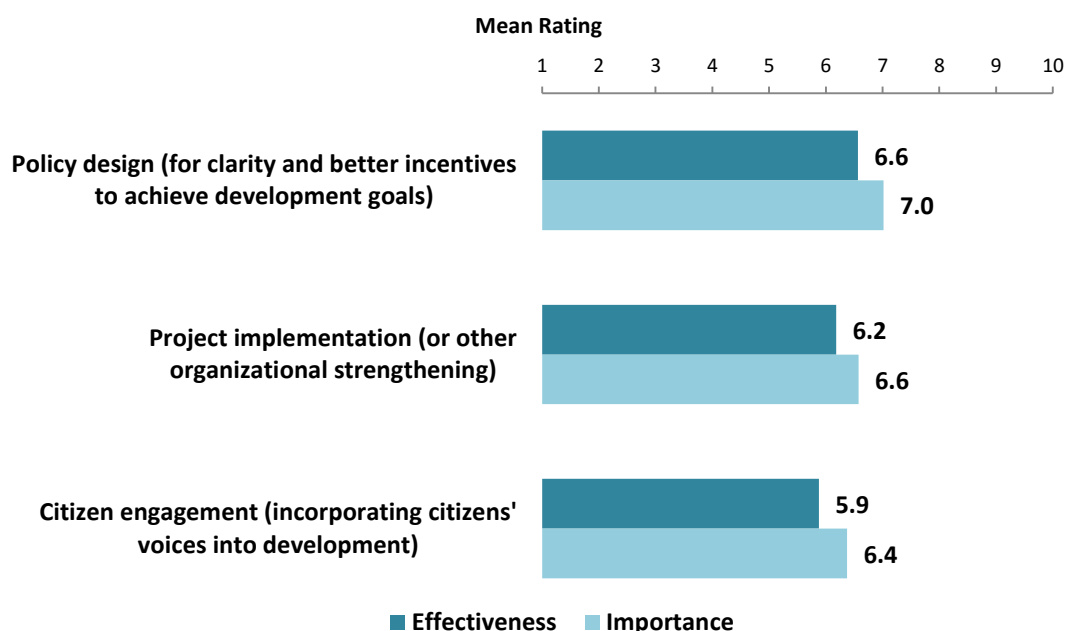 Mean Rating
1 2 3 4 5 6 7 8 9 10
Policy design (for clarity and better incentives
to achieve development goals)
6.6
7.0
Project implementation (or other
organizational strengthening)
6.2
6.6
Citizen engagement (incorporating citizens'
voices into development)
5.9
6.4
Effectiveness Importance